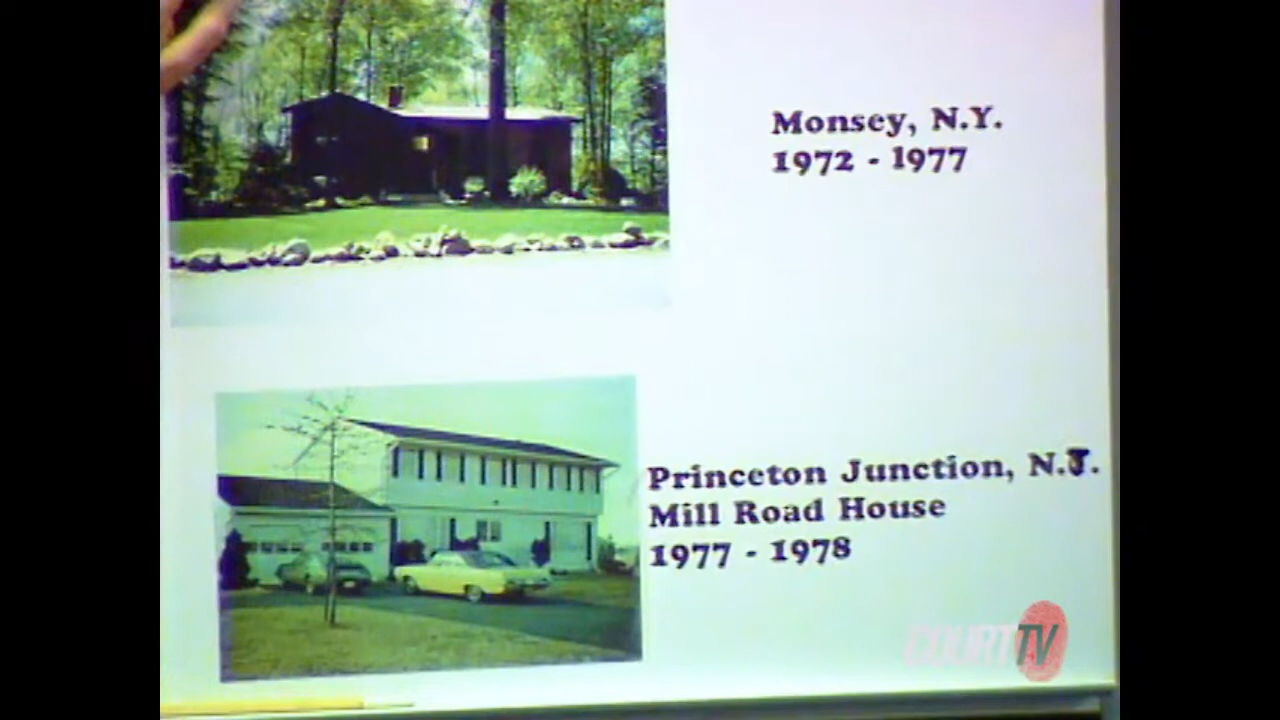 Monsey, N.Y.
1972 - 1977
Princeton Junction, N.J.
Mill Road House
1977 - 1978
COURT TV